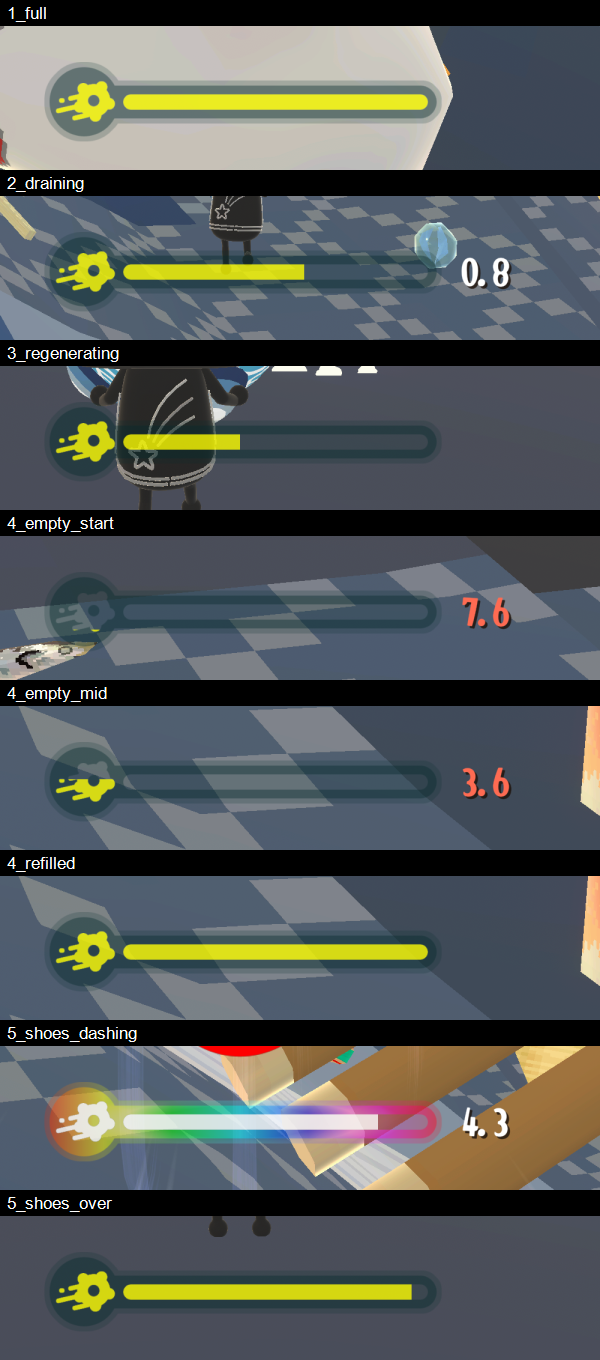 1_full
2_draining
0.8
3_regenerating
4_empty_start
7.6
4_empty_mid
3.6
4_refilled
5_shoes_dashing
4.3
5_shoes_over